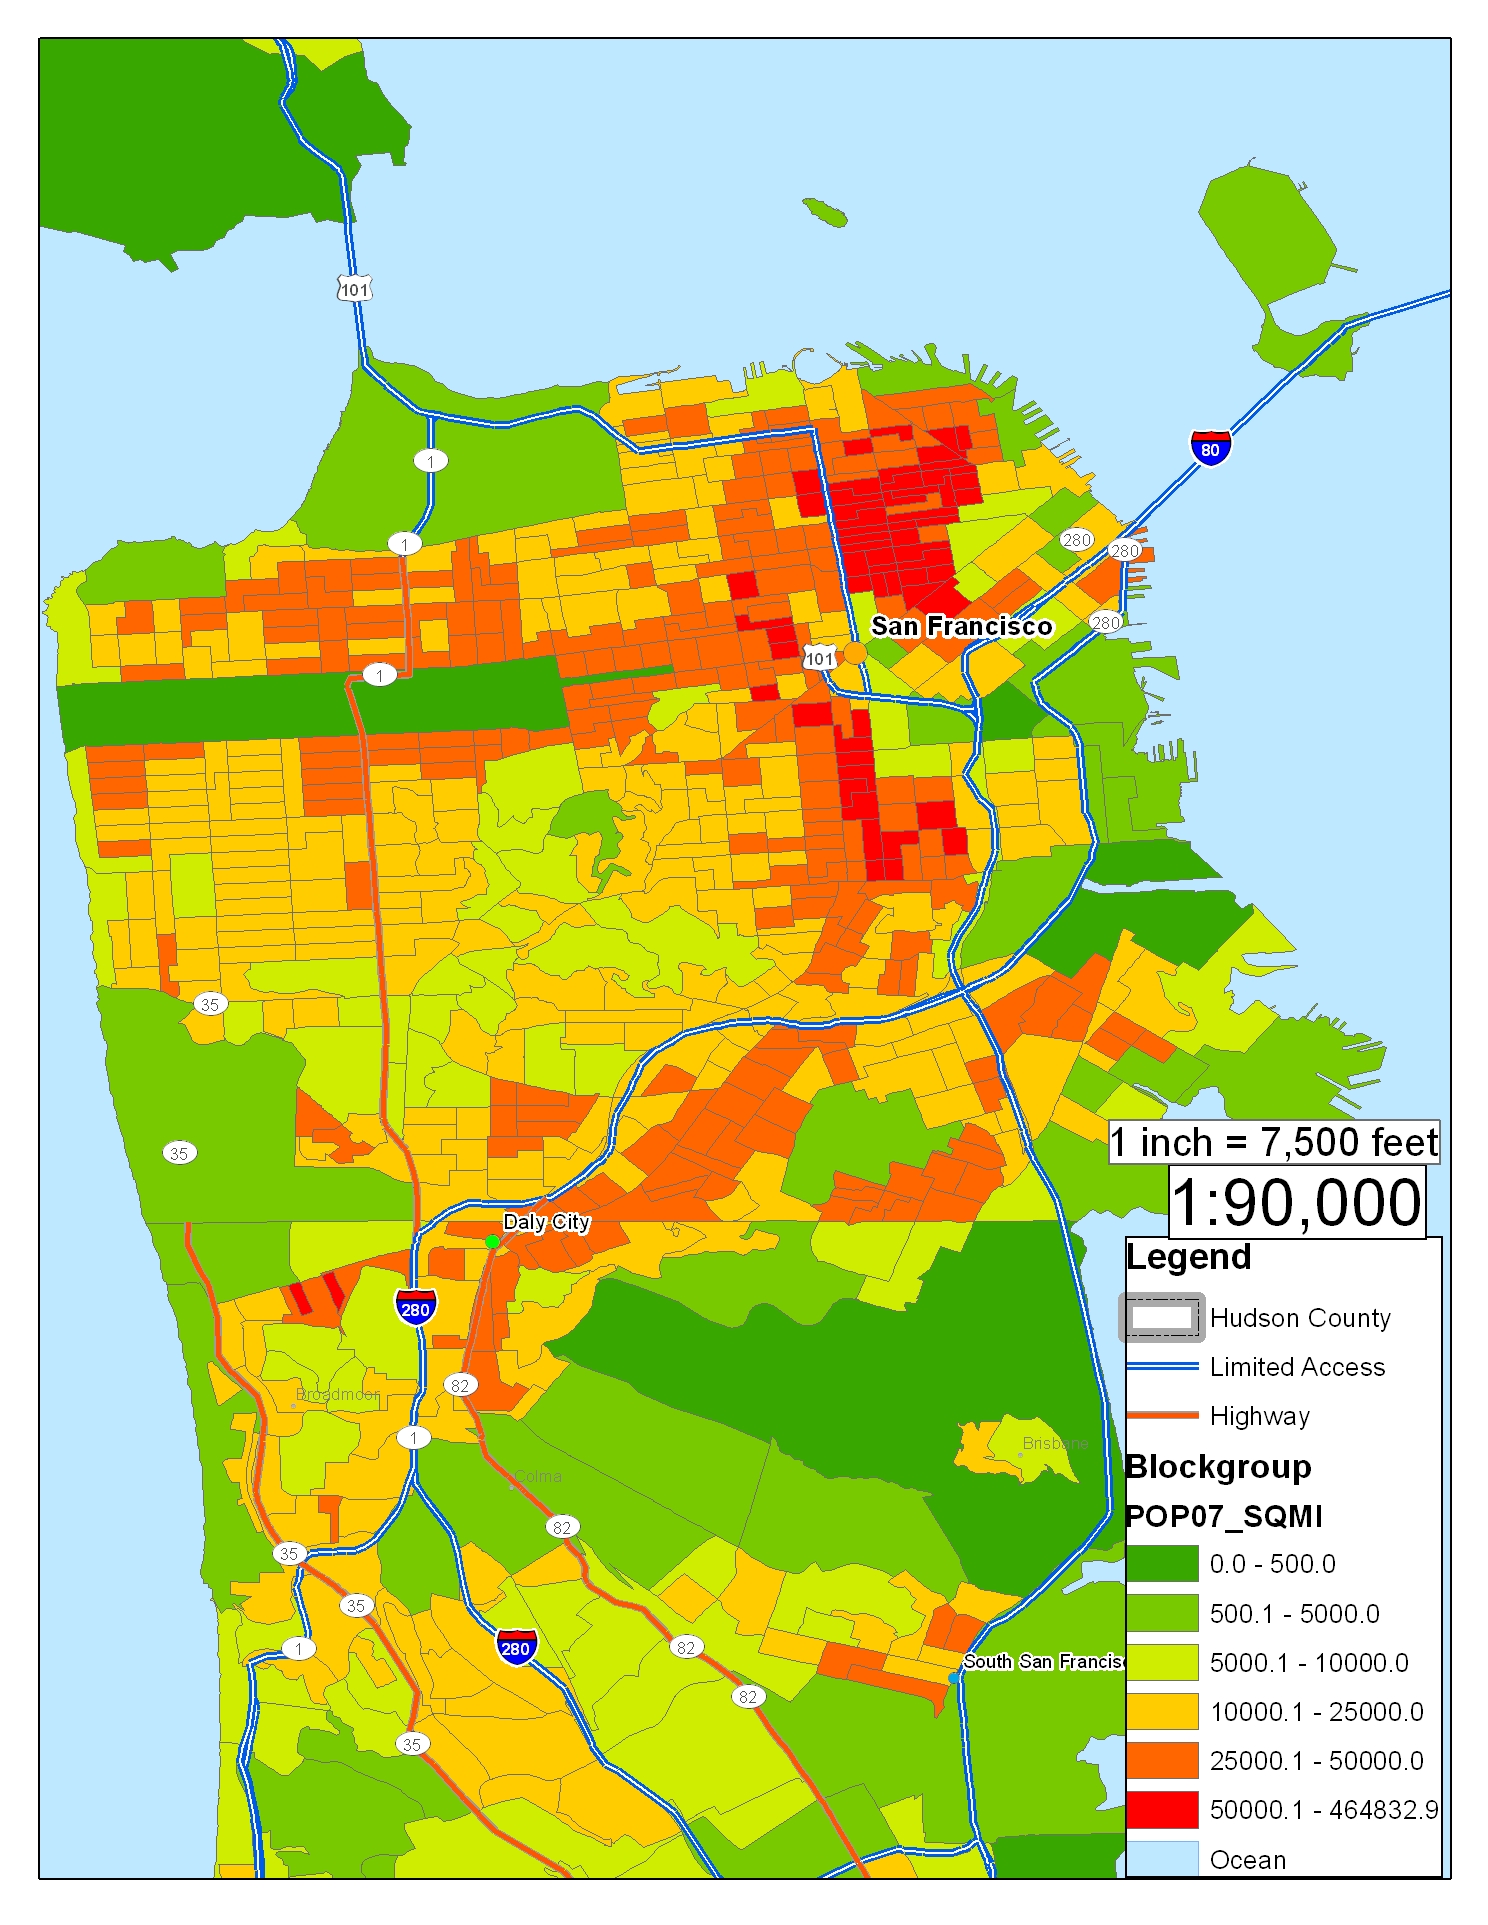 101
1
80
1
280
280
280
San Francisco
101
1
35
1 inch = 7,500 feet
35
1:90,000
Daly City
Legend
280
Hudson County
Limited Access
82
Broadmoor
Highway
1
Brisbane
Blockgroup
Colma
POP07_SQMI
82
35
0.0 - 500.0
35
500.1 - 5000.0
1
280
82
South San Francisc
5000.1 - 10000.0
82
10000.1 - 25000.0
35
25000.1 - 50000.0
50000.1 - 464832.9
Ocean